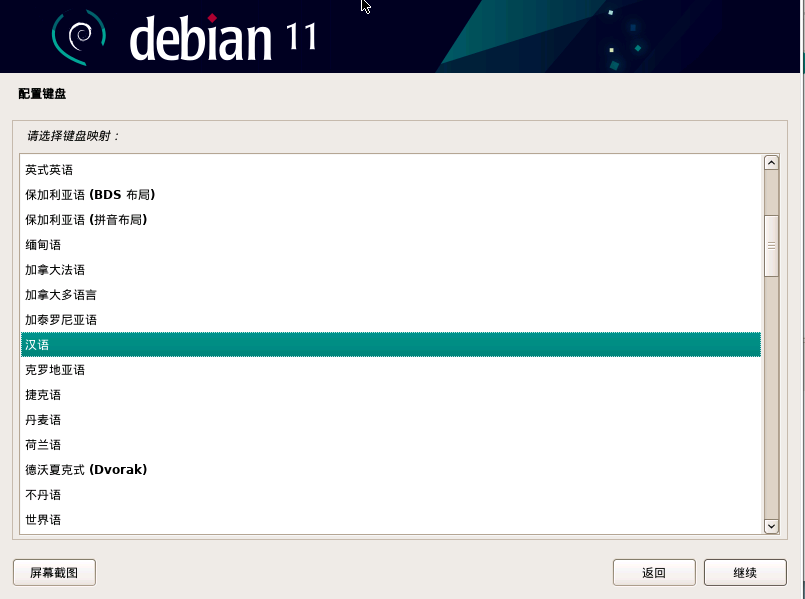 debian 11
配置键盘
请选择键盘映射：
英式英语
保加利亚语 (BDS 布局)
保加利亚语 (拼音布局)
缅甸语
加拿大法语
加拿大多语言
加泰罗尼亚语
汉语
克罗地亚语
捷克语
丹麦语
荷兰语
德沃夏克式 (Dvorak)
不丹语
世界语
屏幕截图
返回
继续